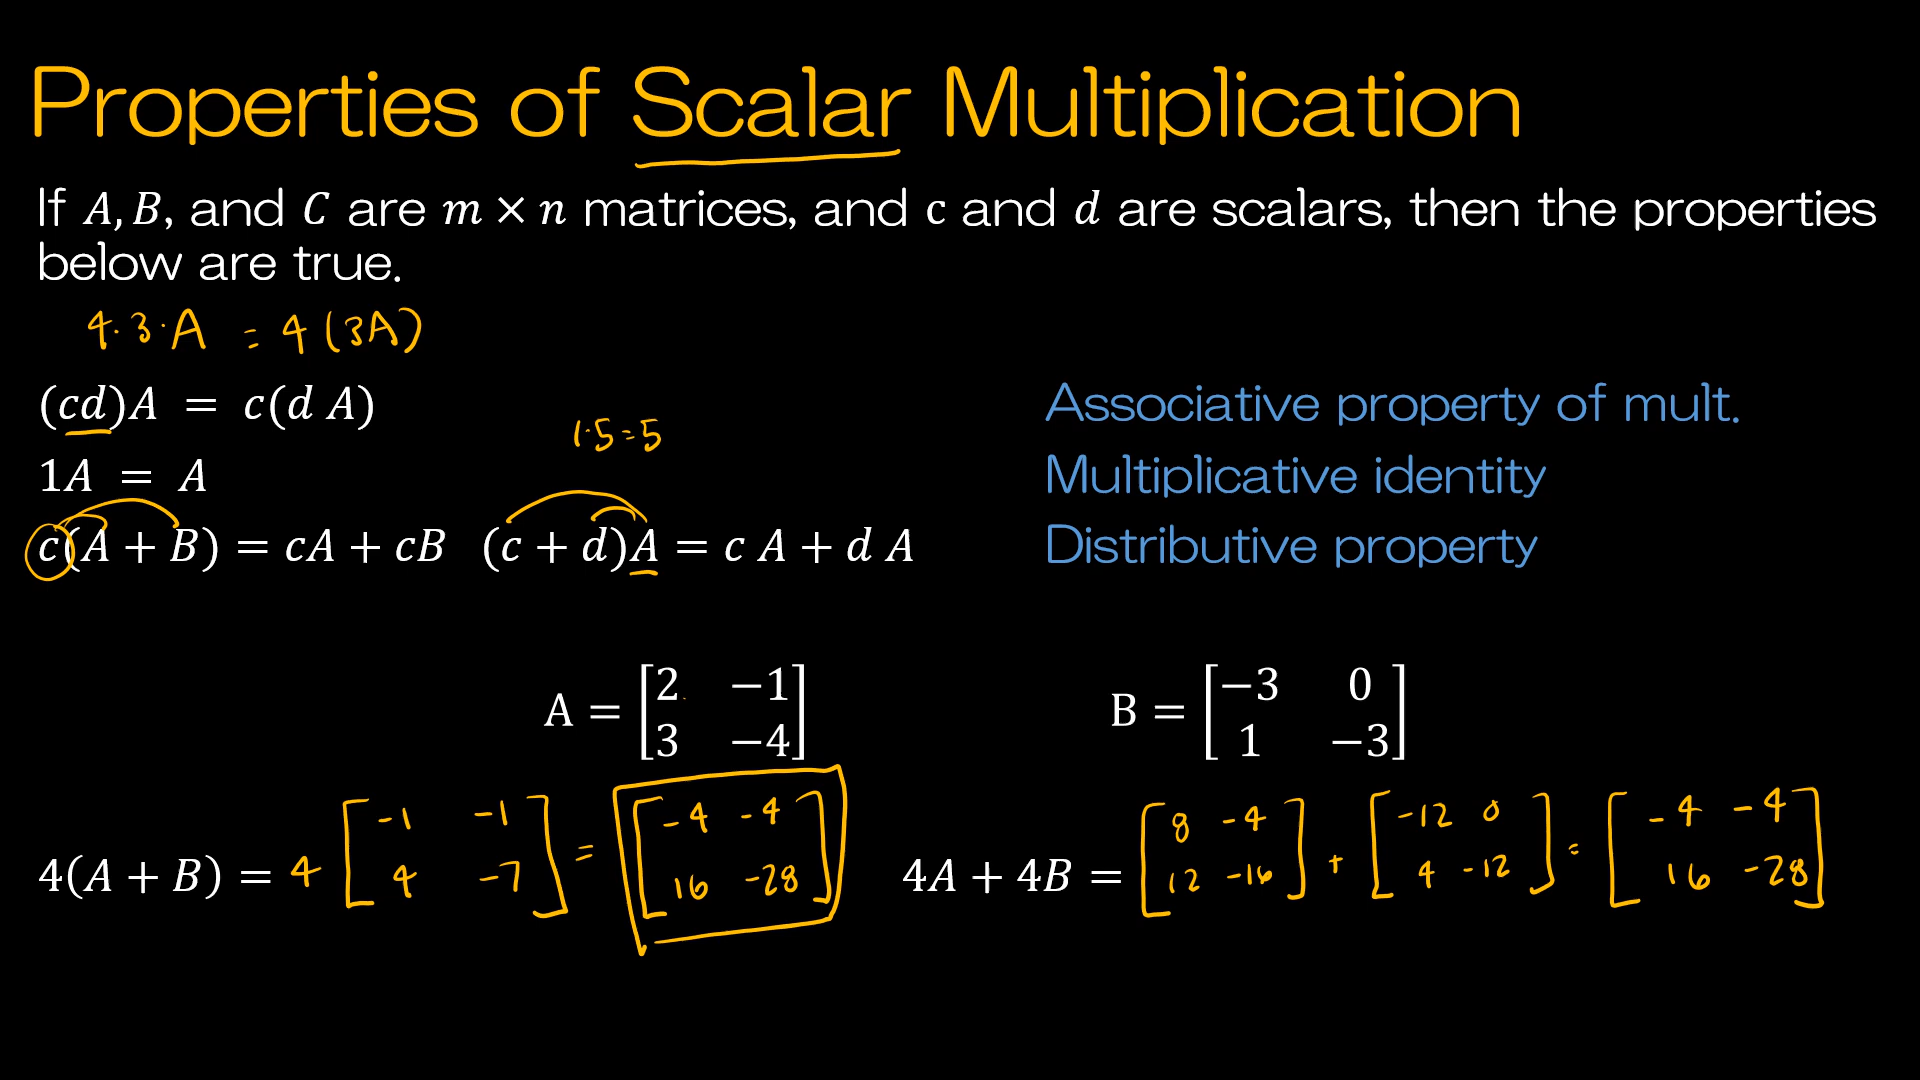 Properties of Scalar Multiplication
If A, B, and C are m × n matrices, and c and d are scalars, then the properties
below are true.
4·3·A = 4(3A)
(cd)A = c(d A) Associative property of mult.
1·5=5
1A = A Multiplicative identity
c(A + B) = cA + cB (c + d)A = c A + d A Distributive property
A = [2 −1; 3 −4] B = [−3 0; 1 −3]
4(A + B) = 4 [-1 -1; 4 -7] = [-4 -4; 16 -28] 4A + 4B = [8 -4; 12 -16] + [-12 0; 4 -12] = [-4 -4; 16 -28]